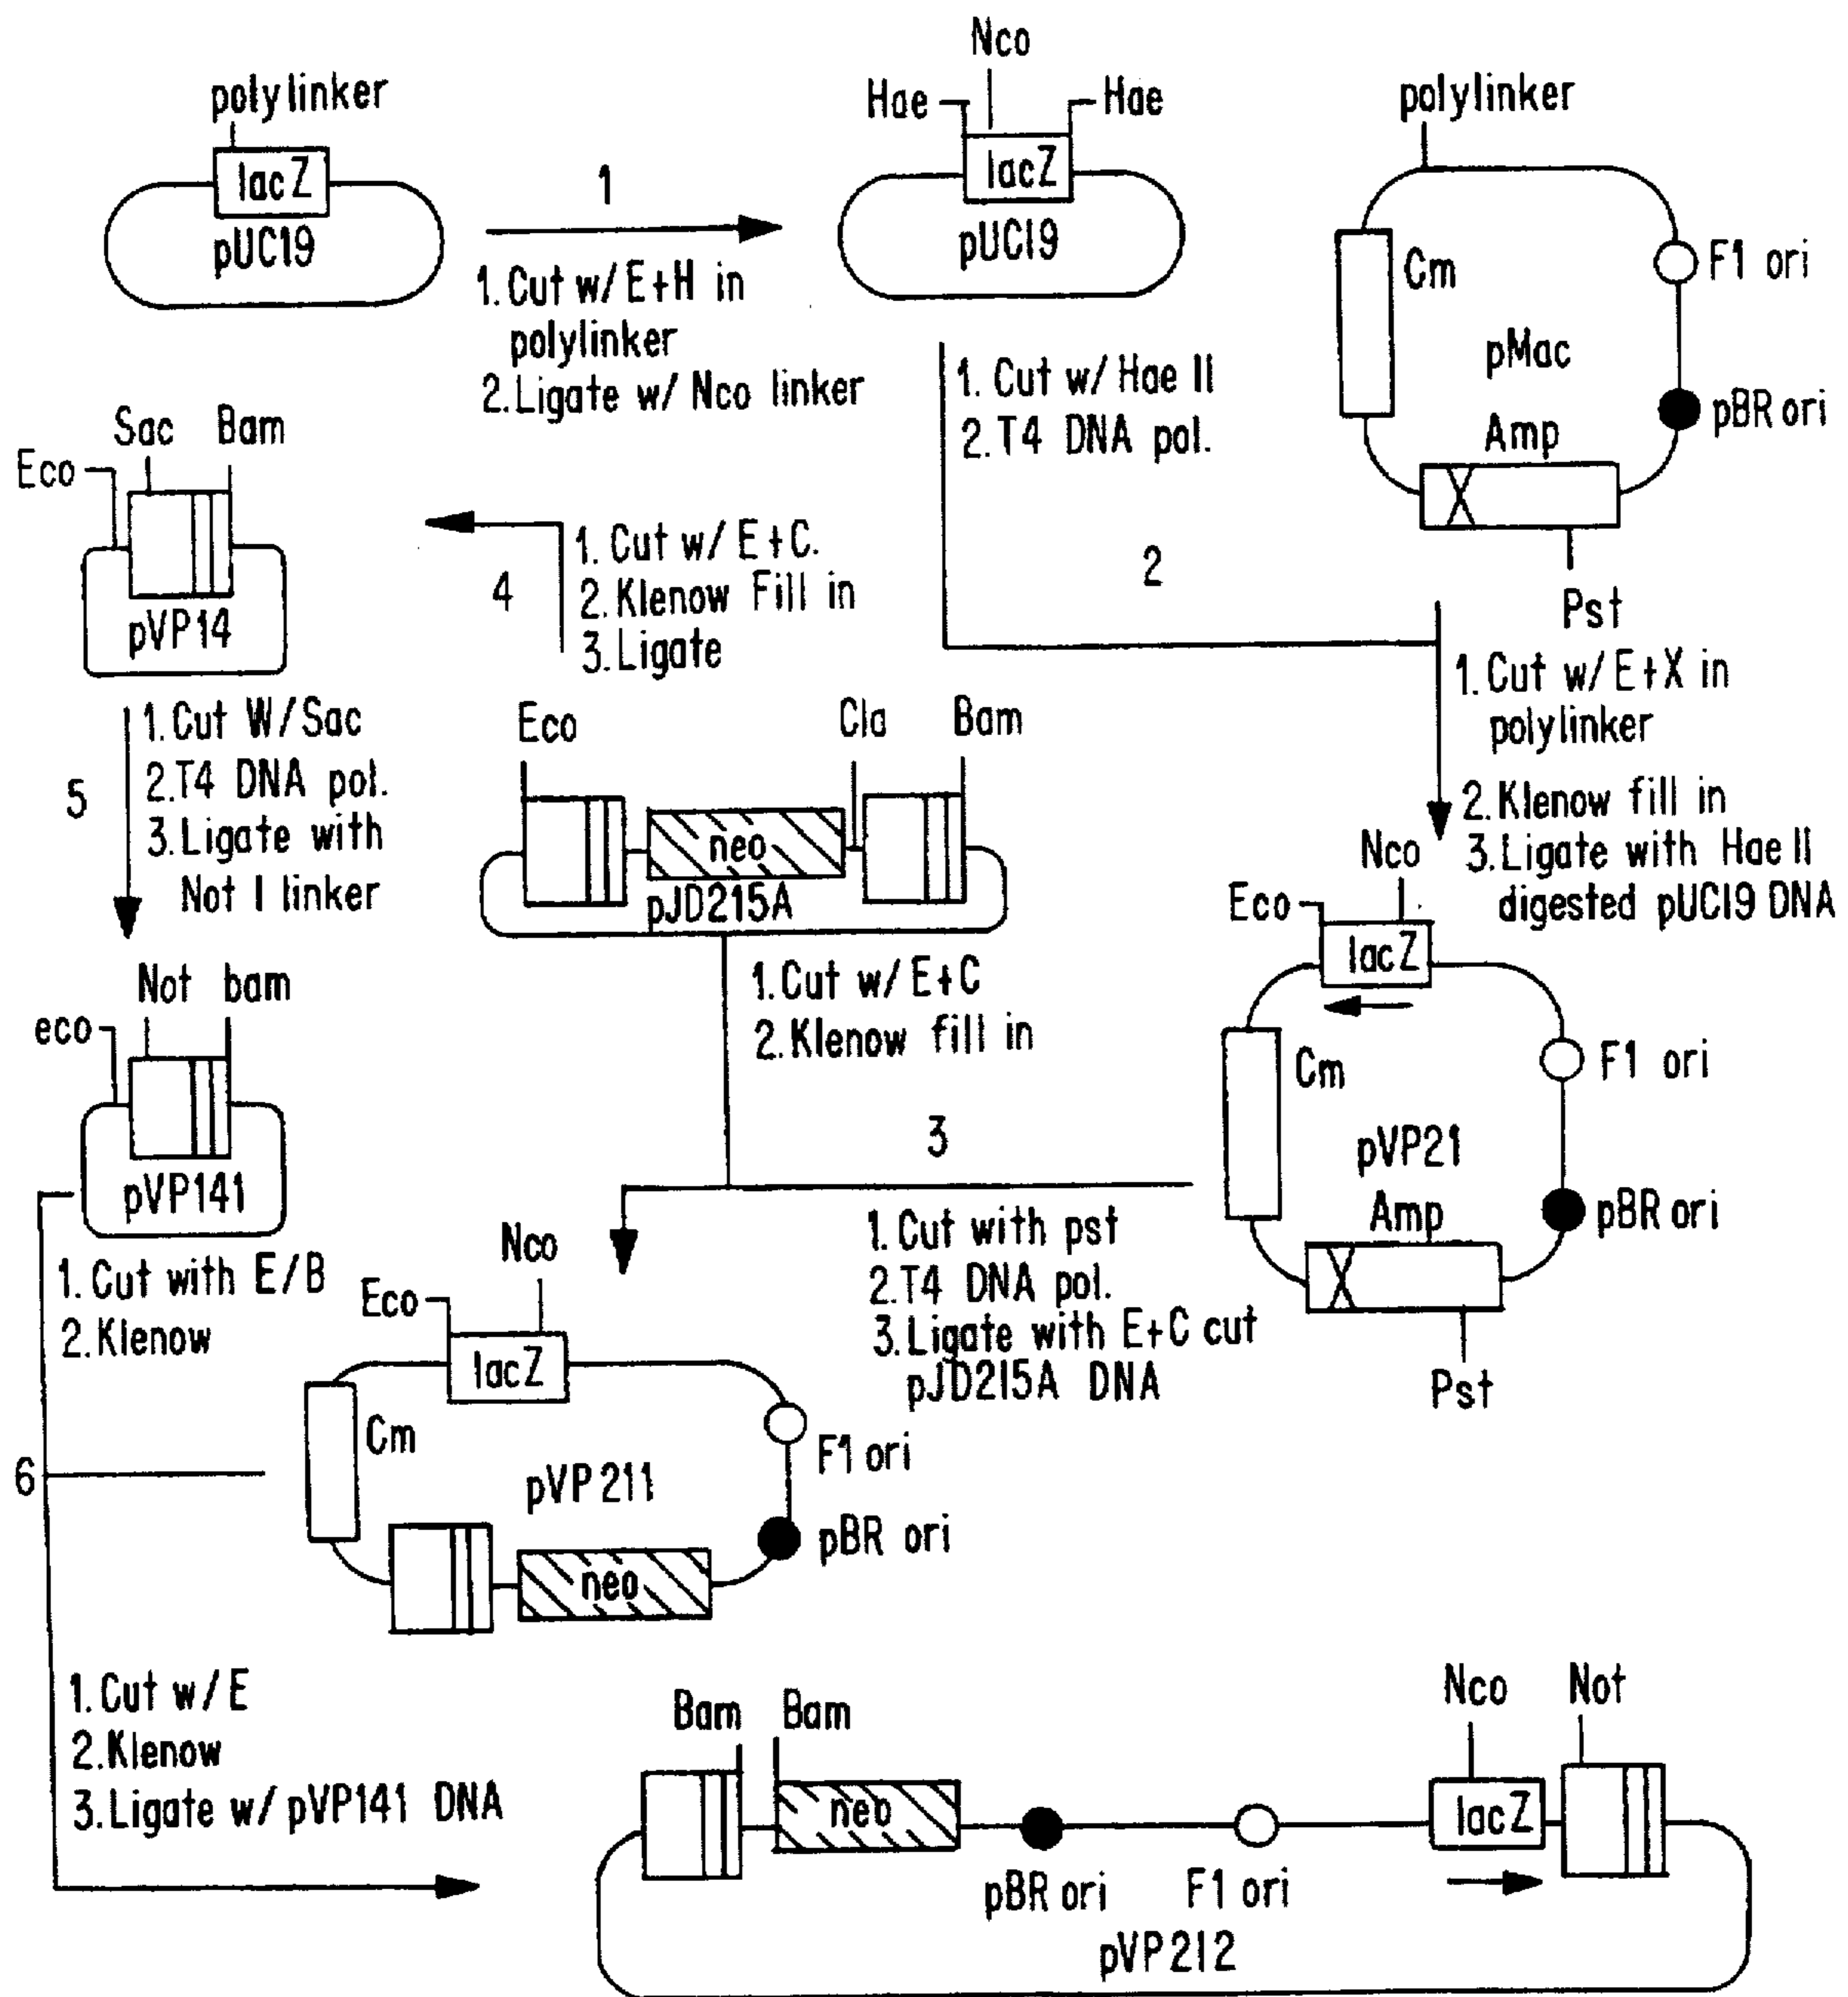 polylinker
lacZ
pUC19
1
1. Cut w/ E+H in
polylinker
2. Ligate w/ Nco linker
Nco
Hae
Hae
lacZ
pUC19
polylinker
Cm
F1 ori
pMac
pBR ori
Amp
Pst
1. Cut w/ Hae II
2. T4 DNA pol.
2
1. Cut w/ E+X in
polylinker
2. Klenow fill in
3. Ligate with Hae II
digested pUC19 DNA
Sac
Bam
Eco
pVP14
4
1. Cut w/ E+C.
2. Klenow Fill in
3. Ligate
5
1. Cut W/Sac
2. T4 DNA pol.
3. Ligate with
Not I linker
Eco
Cla
Bam
neo
pJD215A
1. Cut w/ E+C
2. Klenow fill in
3
Nco
Eco
lacZ
Cm
F1 ori
pVP21
pBR ori
Amp
Pst
1. Cut with pst
2. T4 DNA pol.
3. Ligate with E+C cut
pJD215A DNA
Not
bam
eco
pVP141
1. Cut with E/B
2. Klenow
6
Nco
Eco
lacZ
Cm
F1 ori
pVP211
pBR ori
neo
1. Cut w/E
2. Klenow
3. Ligate w/ pVP141 DNA
Bam
Bam
neo
pBR ori
F1 ori
Nco
Not
lacZ
pVP212